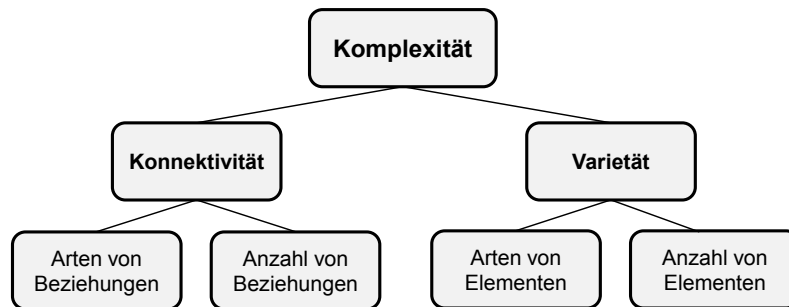 Komplexität
Konnektivität
Varietät
Arten von
Beziehungen
Anzahl von
Beziehungen
Arten von
Elementen
Anzahl von
Elementen